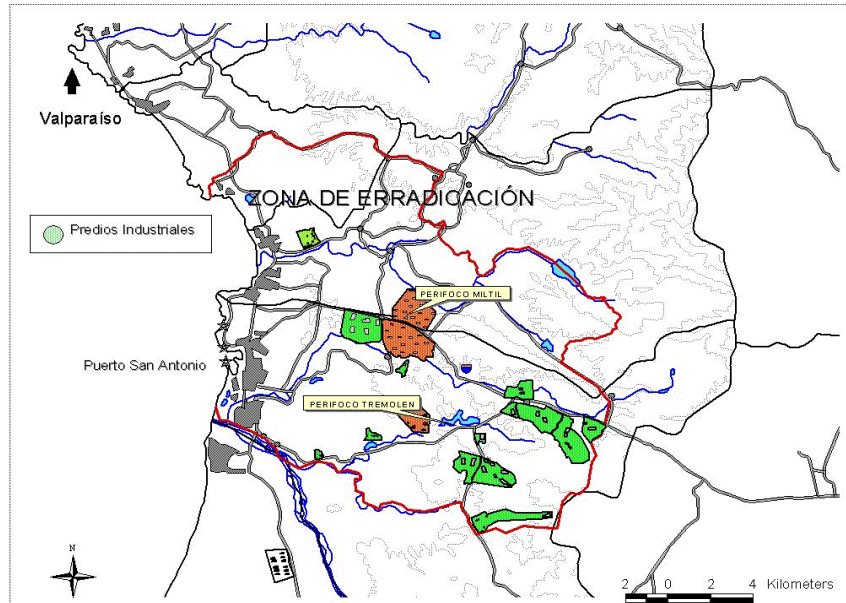 Valparaíso
ZONA DE ERRADICACIÓN
Predios Industriales
PERIFOCO MILTIL
Puerto San Antonio
PERIFOCO TREMOLEN
N
2 0 2 4 Kilometers